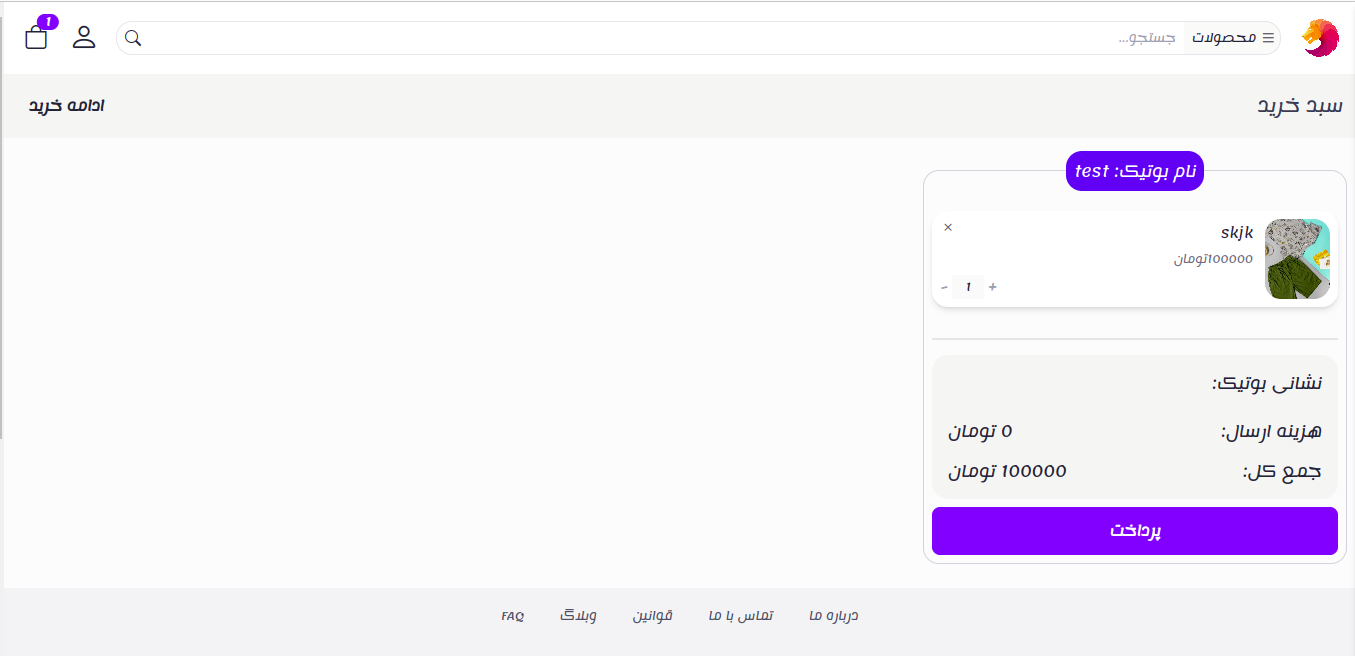 محصولات جستجو... 1
سبد خرید ادامه خرید
نام بوتیک: test
skjk ×
100000تومان
+ 1 -
نشانی بوتیک:
هزینه ارسال: 0 تومان
جمع کل: 100000 تومان
پرداخت
درباره ما تماس با ما قوانین وبلاگ FAQ